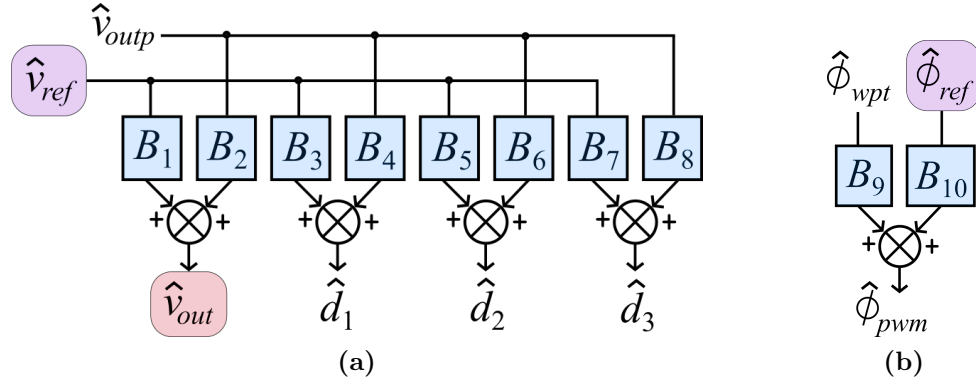 v̂_outp
v̂_ref
φ̂_wpt φ̂_ref
B_1 B_2 B_3 B_4 B_5 B_6 B_7 B_8
B_9 B_10
+ + + + + + + +
+ +
v̂_out d̂_1 d̂_2 d̂_3
φ̂_pwm
(a) (b)